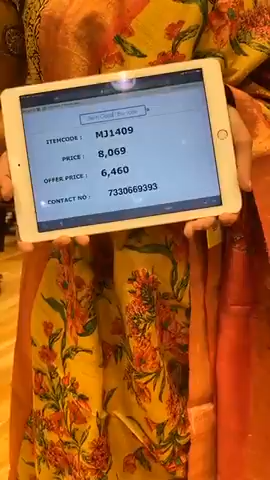 ITEMCODE : MJ1409
PRICE : 8,069
OFFER PRICE : 6,460
CONTACT NO : 7330669393